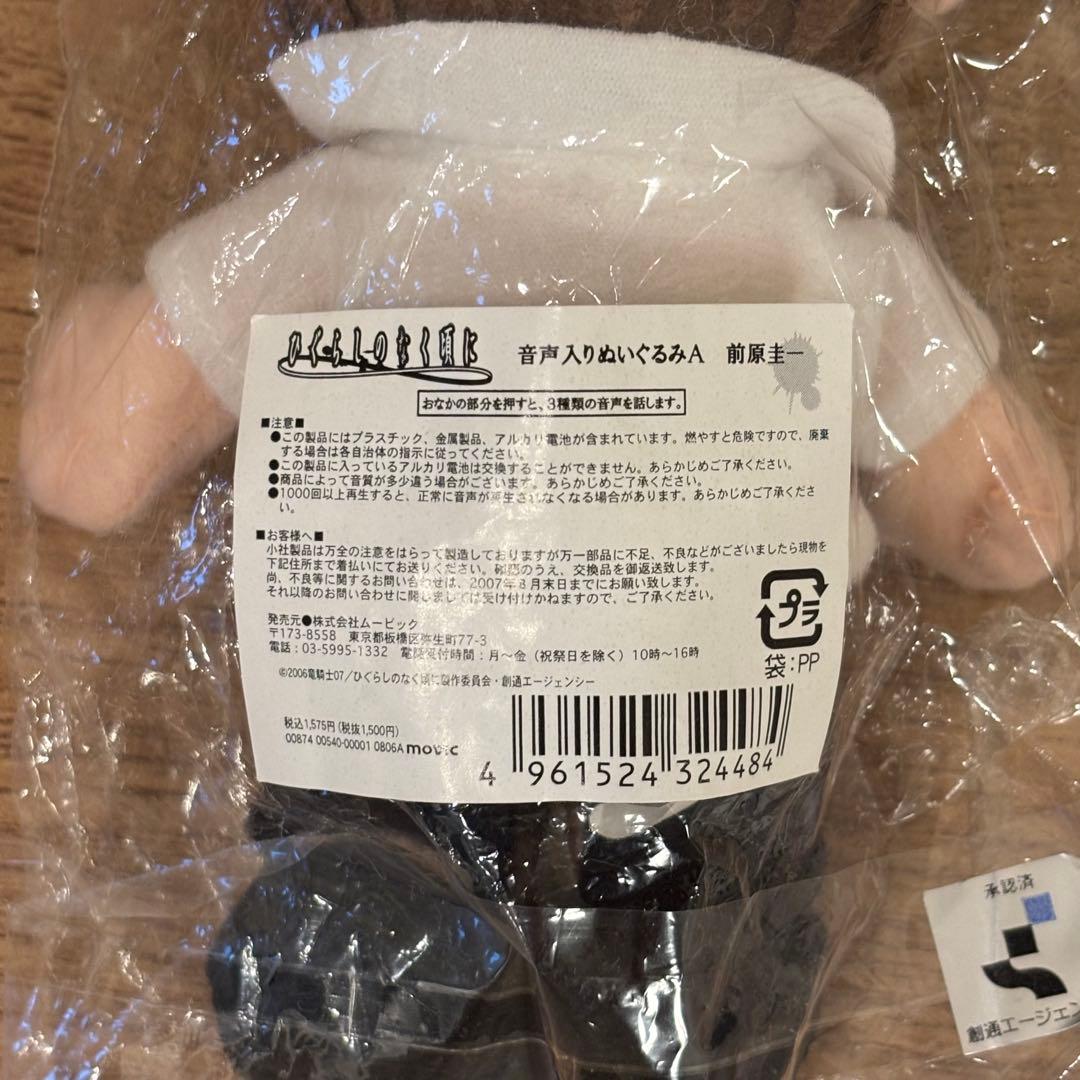 ひぐらしのなく頃に 音声入りぬいぐるみA 前原圭一
おなかの部分を押すと、3種類の音声を話します。
■注意■
●この製品にはプラスチック、金属製品、アルカリ電池が含まれています。燃やすと危険ですので、廃棄
する場合は各自治体の指示に従ってください。
●この製品に入っているアルカリ電池は交換することができません。あらかじめご了承ください。
●商品によって音質が多少違う場合がございます。あらかじめご了承ください。
●1000回以上再生すると、正常に音声が再生されなくなる場合があります。あらかじめご了承くださ
い。
■お客様へ■
小社製品は万全の注意をはらって製造しておりますが万一部品に不足、不良などがございましたら現物を
下記住所まで着払いにてお送りください。確認のうえ、交換品を御返送致します。
尚、不良等に関するお問い合わせは、2007年8月末日までにお願い致します。
それ以降のお問い合わせに関しましては受け付けかねますので、ご了承ください。
発売元●株式会社ムービック
〒173-8558 東京都板橋区弥生町77-3
電話：03-5995-1332 電話受付時間：月～金（祝祭日を除く）10時～16時
©2006竜騎士07／ひぐらしのなく頃に製作委員会・創通エージェンシー
プラ
袋：PP
税込1,575円（税抜1,500円）
00874 00540-00001 0806A movic
4 961524 324484
承認済
創通エージェン